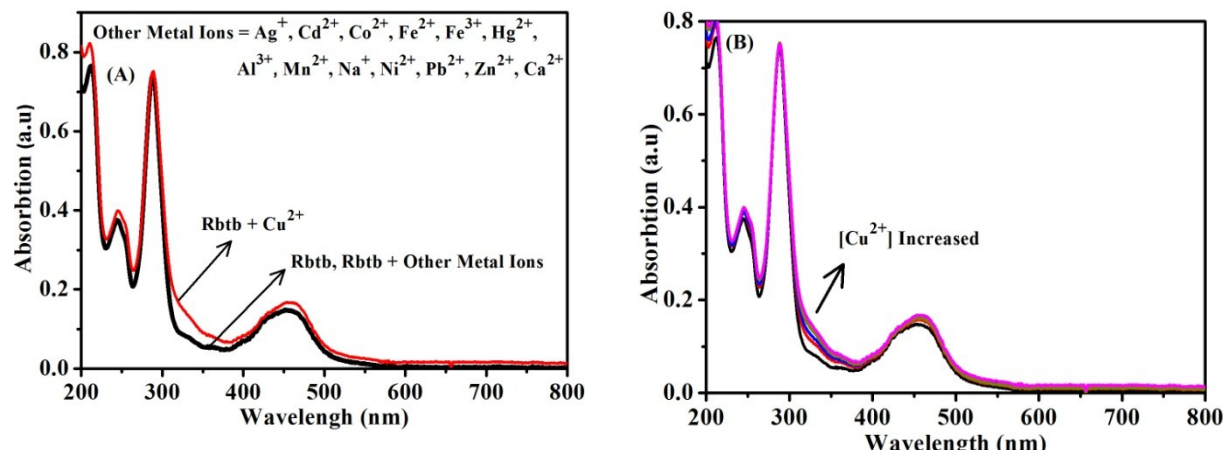 Other Metal Ions = Ag⁺, Cd²⁺, Co²⁺, Fe²⁺, Fe³⁺, Hg²⁺,
Al³⁺, Mn²⁺, Na⁺, Ni²⁺, Pb²⁺, Zn²⁺, Ca²⁺
(A)
Rbtb + Cu²⁺
Rbtb, Rbtb + Other Metal Ions
Absorbtion (a.u)
0.8
0.6
0.4
0.2
0.0
200 300 400 500 600 700 800
Wavelengh (nm)
(B)
[Cu²⁺] Increased
Absorbtion (a.u)
0.8
0.6
0.4
0.2
0.0
200 300 400 500 600 700 800
Wavelength (nm)